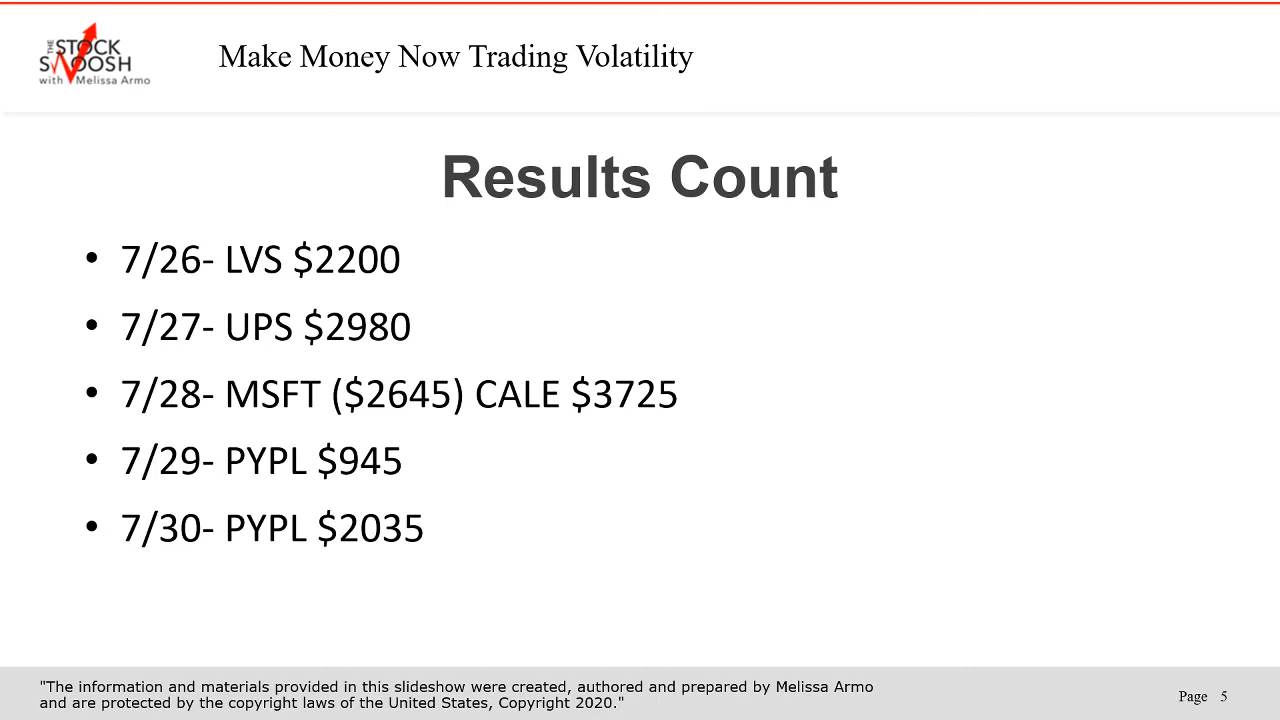 THE STOCK
SWOOSH
with Melissa Armo
Make Money Now Trading Volatility
Results Count
• 7/26- LVS $2200
• 7/27- UPS $2980
• 7/28- MSFT ($2645) CALE $3725
• 7/29- PYPL $945
• 7/30- PYPL $2035
"The information and materials provided in this slideshow were created, authored and prepared by Melissa Armo
and are protected by the copyright laws of the United States, Copyright 2020."
Page 5